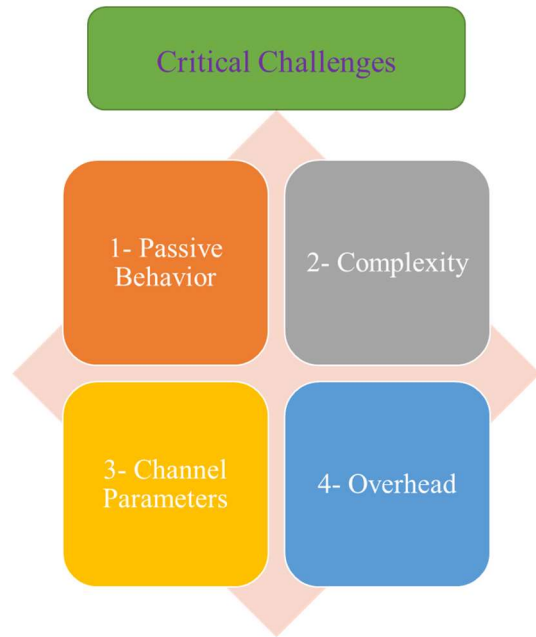 Critical Challenges
1- Passive
Behavior
2- Complexity
3- Channel
Parameters
4- Overhead